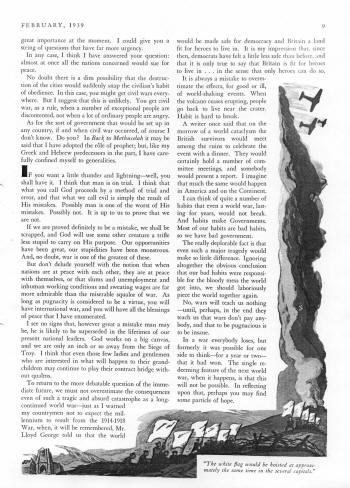 FEBRUARY, 1939
9
great importance at the moment. I could give you a
string of questions that have far more urgency.
In any case, I think I have answered your question:
almost at once all the nations concerned would sue for
peace.
No doubt there is a dim possibility that the destruc-
tion of the cities would suddenly snap the civilian's habit
of obedience. In this case, you might get civil wars every-
where. But I suggest that this is unlikely. You get civil
war, as a rule, when a number of exceptional people are
discontented, not when a lot of ordinary people are angry.
As for the sort of government that would be set up in
any country, if and when civil war occurred, of course I
don't know. Do you? In Back to Methuselah it may be
said that I have adopted the rôle of prophet; but, like my
Greek and Hebrew predecessors in the part, I have care-
fully confined myself to generalities.
IF you want a little thunder and lightning—well, you
shall have it. I think that man is on trial. I think that
what you call God proceeds by a method of trial and
error, and that what we call evil is simply the result of
His mistakes. Possibly man is one of the worst of His
mistakes. Possibly not. It is up to us to prove that we
are not.
If we are proved definitely to be a mistake, we shall be
scrapped, and God will use some other creature a trifle
less stupid to carry on His purpose. Our opportunities
have been great, our stupidities have been monstrous.
And, no doubt, war is one of the greatest of these.
But don't delude yourself with the notion that when
nations are at peace with each other, they are at peace
with themselves, or that slums and unemployment and
inhuman working conditions and sweating wages are far
more admirable than the miserable squalor of war. As
long as pugnacity is considered to be a virtue, you will
have international war, and you will have all the blessings
of peace that I have enumerated.
I see no signs that, however great a mistake man may
be, he is likely to be superseded in the lifetimes of our
present national leaders. God works on a big canvas,
and we are only an inch or so away from the Siege of
Troy. I think that even those few ladies and gentlemen
who are interested in what will happen to their grand-
children may continue to play their contract bridge with-
out qualms.
To return to the more debatable question of the imme-
diate future, we must not overestimate the consequences
even of such a tragic and absurd catastrophe as a long-
continued world war—just as I warned
my countrymen not to expect the mil-
lennium to result from the 1914-1918
War, when, it will be remembered, Mr.
Lloyd George told us that the world
would be made safe for democracy and Britain a land
fit for heroes to live in. It is my impression that, since
then, democrats have felt a little less safe than before, and
that it is only true to say that Britain is fit for heroes
to live in . . . in the sense that only heroes can do so.
It is always a mistake to overes-
timate the effects, for good or ill,
of world-shaking events. When
the volcano ceases erupting, people
go back to live near the crater.
Habit is hard to break.
A writer once said that on the
morrow of a world cataclysm the
British survivors would meet
among the ruins to celebrate the
event with a dinner. They would
certainly hold a number of com-
mittee meetings, and somebody
would present a report. I imagine
that much the same would happen
in America and on the Continent.
I can think of quite a number of
habits that even a world war, last-
ing for years, would not break.
And habits make Governments.
Most of our habits are bad habits,
so we have bad government.
The really deplorable fact is that
even such a major tragedy would
make so little difference. Ignoring
altogether the obvious conclusion
that our bad habits were responsi-
ble for the bloody mess the world
got into, we should laboriously
piece the world together again.
No, wars will teach us nothing
—until, perhaps, in the end they
teach us that wars don't pay any-
body, and that to be pugnacious is
to be insane.
In a war everybody loses, but
formerly it was possible for one
side to think—for a year or two—
that it had won. The single re-
deeming feature of the next world
war, when it happens, is that this
will not be possible. In reflecting
upon that, perhaps you may find
some particle of hope.
"The white flag would be hoisted at approxi-
mately the same time in the several capitals."